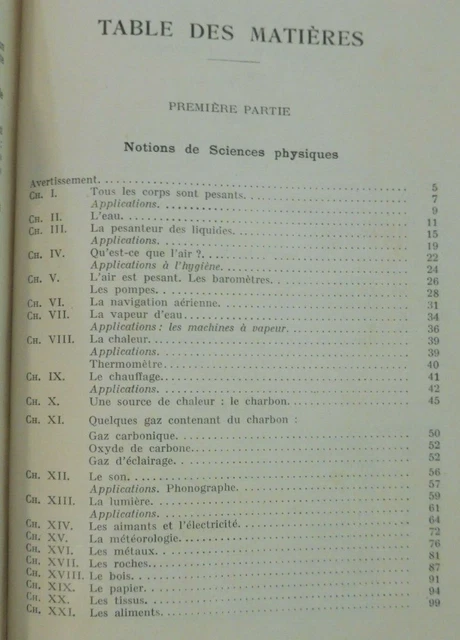 TABLE DES MATIÈRES
PREMIÈRE PARTIE
Notions de Sciences physiques
Avertissement. 5
CH. I. Tous les corps sont pesants. 7
Applications. 9
CH. II. L'eau. 11
CH. III. La pesanteur des liquides. 15
Applications. 19
CH. IV. Qu'est-ce que l'air ?. 22
Applications à l'hygiène. 24
CH. V. L'air est pesant. Les baromètres. 26
Les pompes. 28
CH. VI. La navigation aérienne. 31
CH. VII. La vapeur d'eau. 34
Applications : les machines à vapeur. 36
CH. VIII. La chaleur. 39
Applications. 39
Thermomètre. 40
CH. IX. Le chauffage. 41
Applications. 42
CH. X. Une source de chaleur : le charbon. 45
CH. XI. Quelques gaz contenant du charbon :
Gaz carbonique. 50
Oxyde de carbone. 52
Gaz d'éclairage. 52
CH. XII. Le son. 56
Applications. Phonographe. 57
CH. XIII. La lumière. 59
Applications. 61
CH. XIV. Les aimants et l'électricité. 64
CH. XV. La météorologie. 72
CH. XVI. Les métaux. 76
CH. XVII. Les roches. 81
CH. XVIII. Le bois. 87
CH. XIX. Le papier. 91
CH. XX. Les tissus. 94
CH. XXI. Les aliments. 99